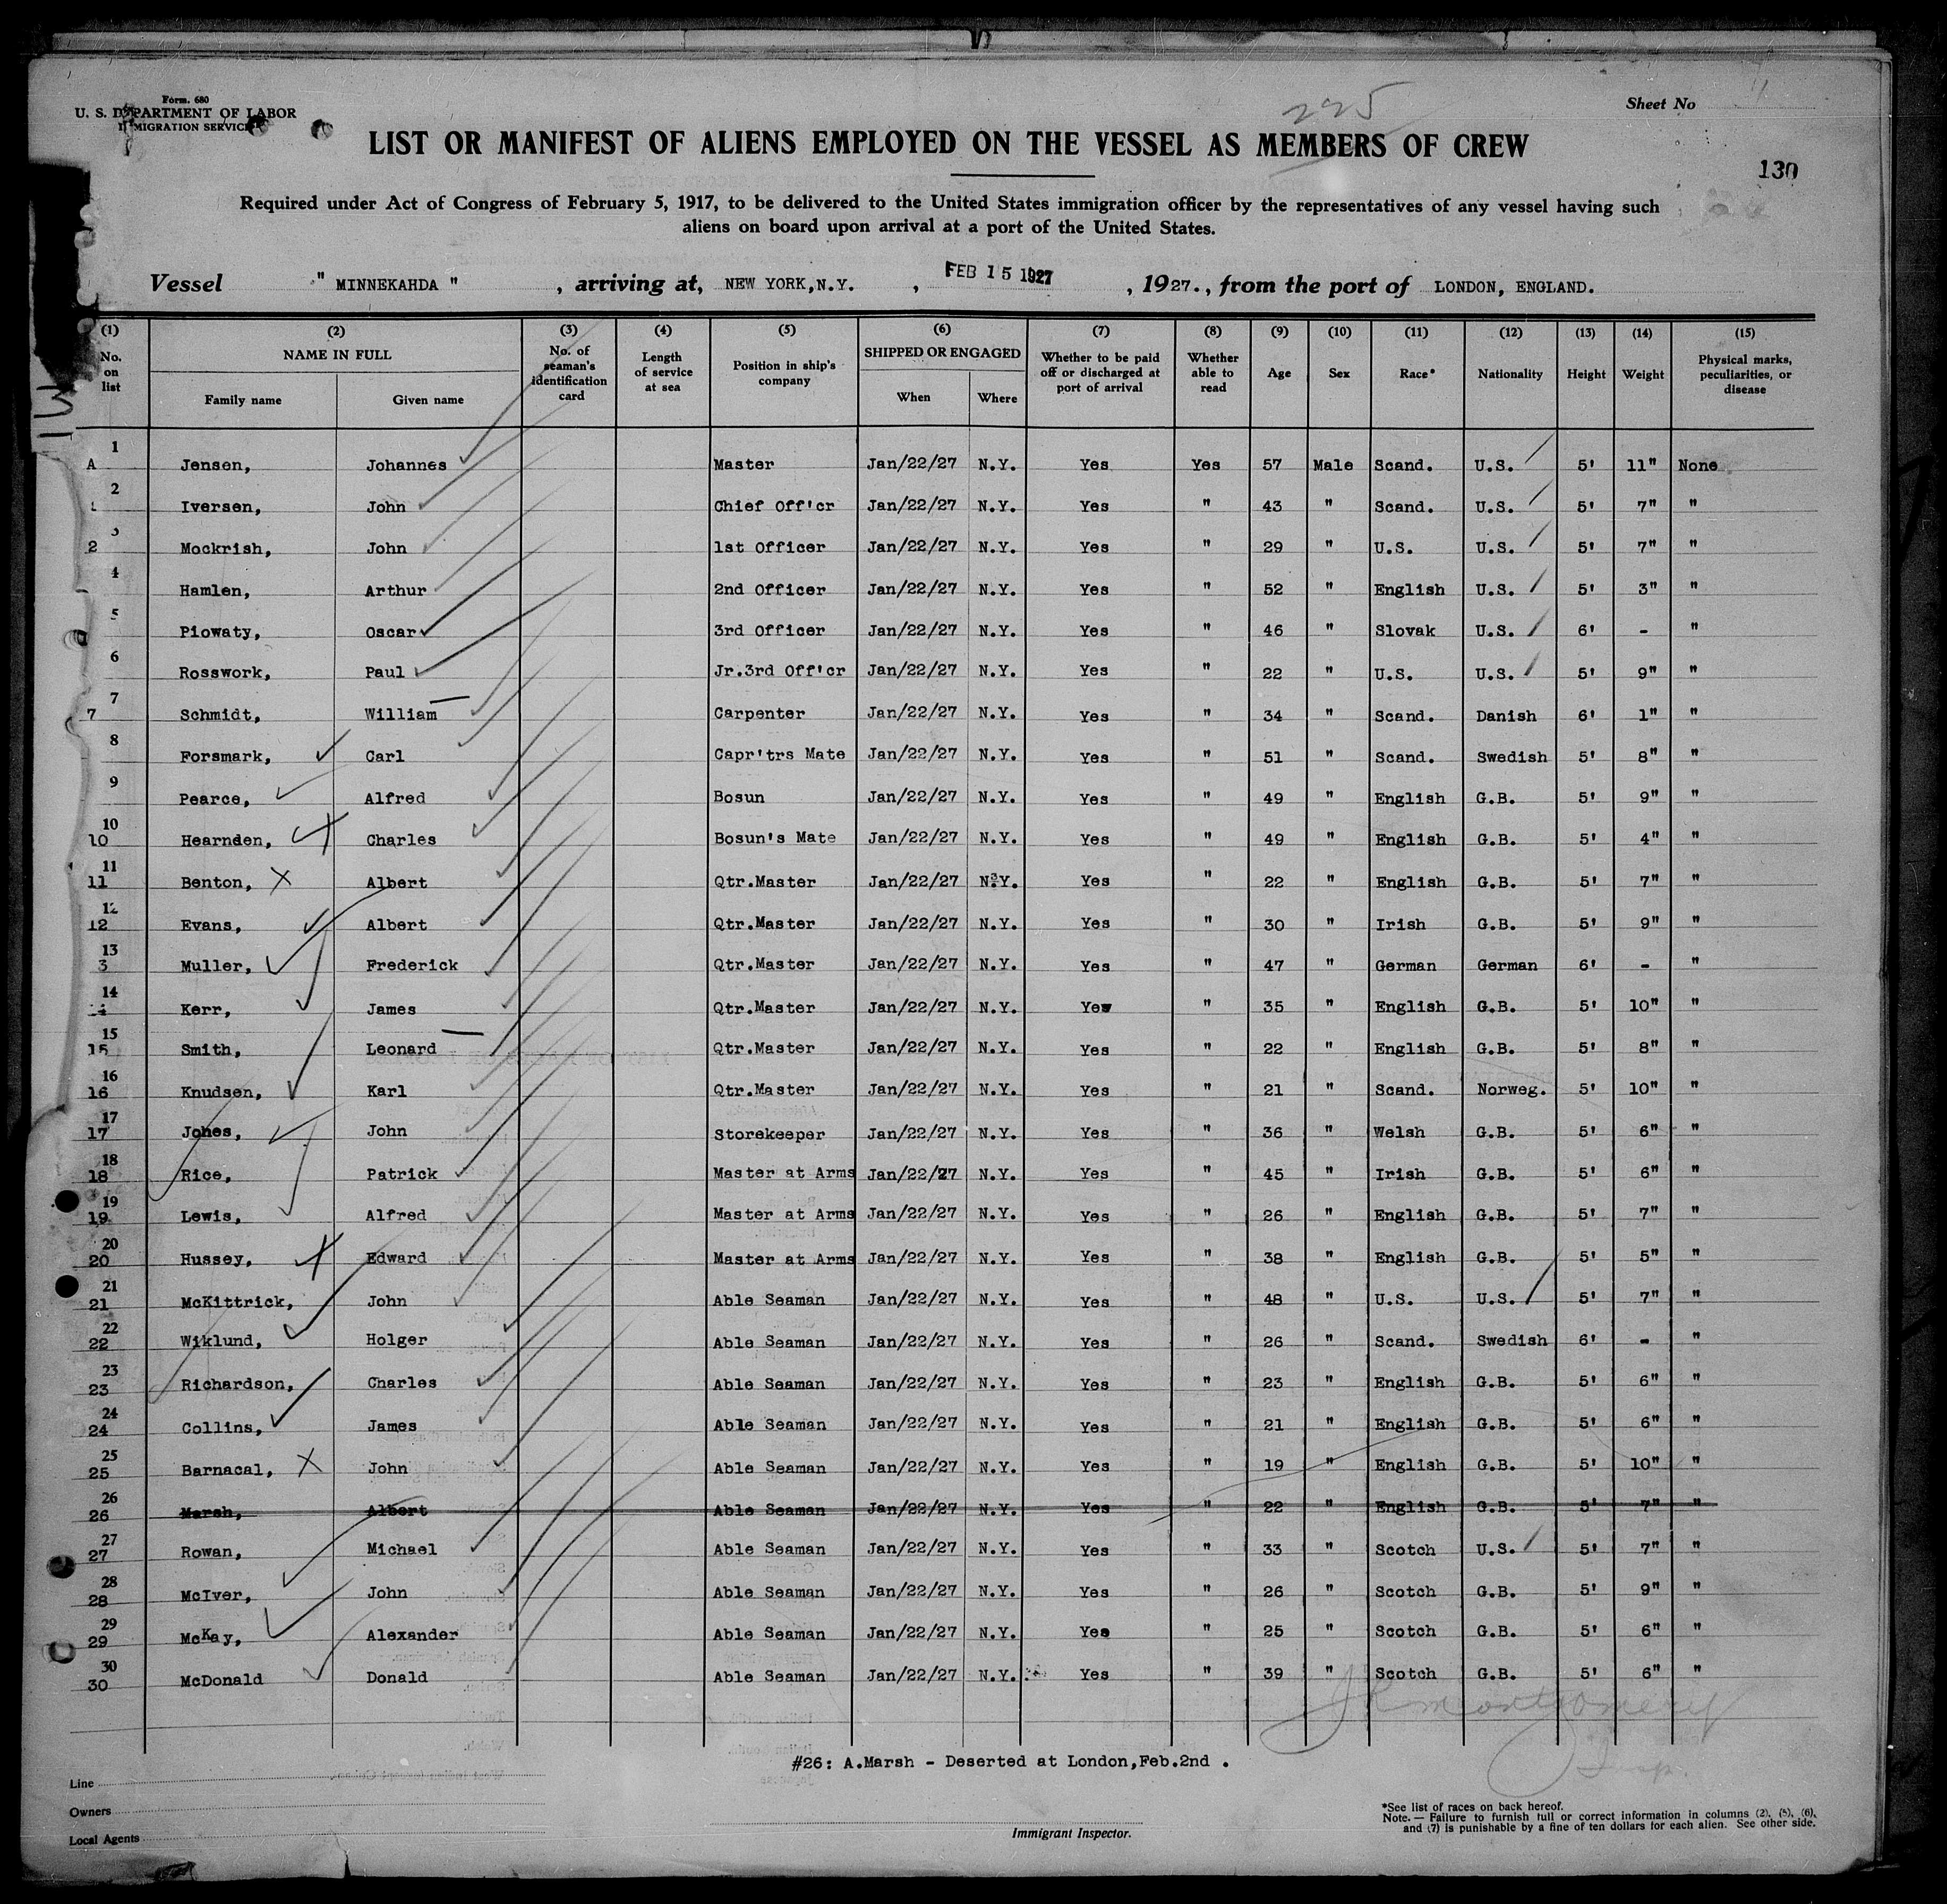 Form. 680
U. S. DEPARTMENT OF LABOR
IMMIGRATION SERVICE
225
Sheet No
LIST OR MANIFEST OF ALIENS EMPLOYED ON THE VESSEL AS MEMBERS OF CREW
130
Required under Act of Congress of February 5, 1917, to be delivered to the United States immigration officer by the representatives of any vessel having such
aliens on board upon arrival at a port of the United States.
Vessel " MINNEKAHDA " , arriving at, NEW YORK,N.Y. , FEB 15 1927 , 1927., from the port of LONDON, ENGLAND.
(1) (2) (3) (4) (5) (6) (7) (8) (9) (10) (11) (12) (13) (14) (15)
No. on list NAME IN FULL Family name Given name No. of seaman's identification card Length of service at sea Position in ship's company SHIPPED OR ENGAGED When Where Whether to be paid off or discharged at port of arrival Whether able to read Age Sex Race* Nationality Height Weight Physical marks, peculiarities, or disease
1 A Jensen, Johannes Master Jan/22/27 N.Y. Yes Yes 57 Male Scand. U.S. 5' 11" None
2 Iversen, John Chief Off'cr Jan/22/27 N.Y. Yes " 43 " Scand. U.S. 5' 7" "
3 2 Mockrish, John 1st Officer Jan/22/27 N.Y. Yes " 29 " U.S. U.S. 5' 7" "
4 Hamlen, Arthur 2nd Officer Jan/22/27 N.Y. Yes " 52 " English U.S. 5' 3" "
5 Piowaty, Oscar 3rd Officer Jan/22/27 N.Y. Yes " 46 " Slovak U.S. 6' - "
6 Rosswork, Paul Jr.3rd Off'cr Jan/22/27 N.Y. Yes " 22 " U.S. U.S. 5' 9" "
7 7 Schmidt, William Carpenter Jan/22/27 N.Y. Yes " 34 " Scand. Danish 6' 1" "
8 Forsmark, Carl Capr'trs Mate Jan/22/27 N.Y. Yes " 51 " Scand. Swedish 5' 8" "
9 Pearce, Alfred Bosun Jan/22/27 N.Y. Yes " 49 " English G.B. 5' 9" "
10 10 Hearnden, Charles Bosun's Mate Jan/22/27 N.Y. Yes " 49 " English G.B. 5' 4" "
11 11 Benton, Albert Qtr.Master Jan/22/27 N.Y. Yes " 22 " English G.B. 5' 7" "
12 12 Evans, Albert Qtr.Master Jan/22/27 N.Y. Yes " 30 " Irish G.B. 5' 9" "
13 3 Muller, Frederick Qtr.Master Jan/22/27 N.Y. Yes " 47 " German German 6' - "
14 14 Kerr, James Qtr.Master Jan/22/27 N.Y. Yes " 35 " English G.B. 5' 10" "
15 15 Smith, Leonard Qtr.Master Jan/22/27 N.Y. Yes " 22 " English G.B. 5' 8" "
16 16 Knudsen, Karl Qtr.Master Jan/22/27 N.Y. Yes " 21 " Scand. Norweg. 5' 10" "
17 17 Jones, John Storekeeper Jan/22/27 N.Y. Yes " 36 " Welsh G.B. 5' 6" "
18 18 Rice, Patrick Master at Arms Jan/22/27 N.Y. Yes " 45 " Irish G.B. 5' 6" "
19 19 Lewis, Alfred Master at Arms Jan/22/27 N.Y. Yes " 26 " English G.B. 5' 7" "
20 20 Hussey, Edward Master at Arms Jan/22/27 N.Y. Yes " 38 " English G.B. 5' 5" "
21 21 McKittrick, John Able Seaman Jan/22/27 N.Y. Yes " 48 " U.S. U.S. 5' 7" "
22 22 Wiklund, Holger Able Seaman Jan/22/27 N.Y. Yes " 26 " Scand. Swedish 6' - "
23 23 Richardson, Charles Able Seaman Jan/22/27 N.Y. Yes " 23 " English G.B. 5' 6" "
24 24 Collins, James Able Seaman Jan/22/27 N.Y. Yes " 21 " English G.B. 5' 6" "
25 25 Barnacal, John Able Seaman Jan/22/27 N.Y. Yes " 19 " English G.B. 5' 10" "
26 26 Marsh, Albert Able Seaman Jan/22/27 N.Y. Yes " 22 " English G.B. 5' 7" "
27 27 Rowan, Michael Able Seaman Jan/22/27 N.Y. Yes " 33 " Scotch U.S. 5' 7" "
28 28 McIver, John Able Seaman Jan/22/27 N.Y. Yes " 26 " Scotch G.B. 5' 9" "
29 29 McKay, Alexander Able Seaman Jan/22/27 N.Y. Yes " 25 " Scotch G.B. 5' 6" "
30 30 McDonald Donald Able Seaman Jan/22/27 N.Y. Yes " 39 " Scotch G.B. 5' 6" "
JR Montgomery
Insp.
#26: A.Marsh - Deserted at London,Feb.2nd .
Line
Owners
Local Agents
Immigrant Inspector.
*See list of races on back hereof.
Note.— Failure to furnish full or correct information in columns (2), (5), (6),
and (7) is punishable by a fine of ten dollars for each alien. See other side.